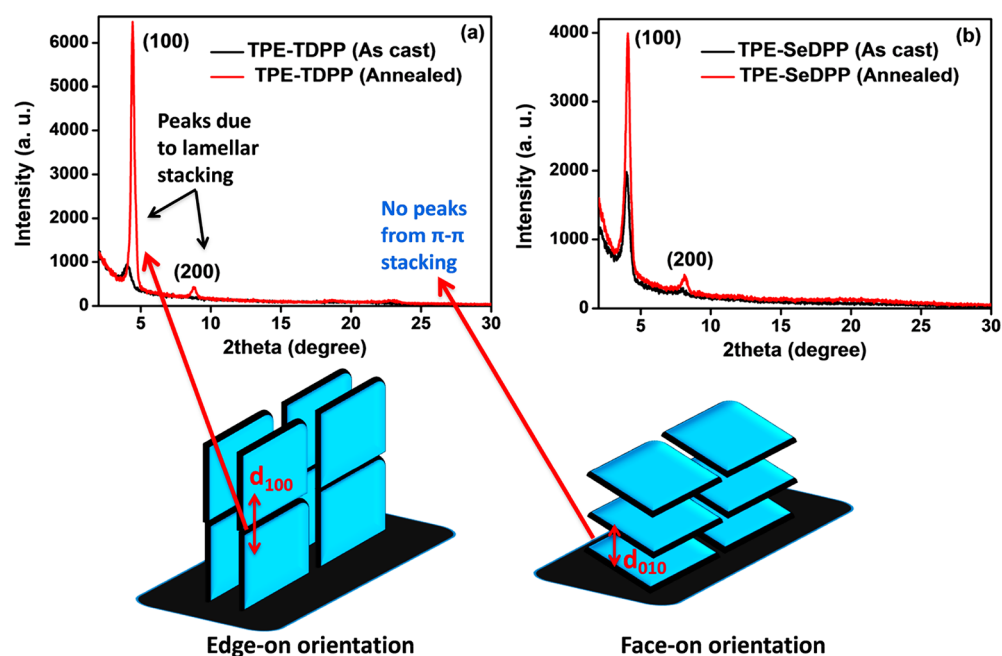 (a)
(100)
TPE-TDPP (As cast)
TPE-TDPP (Annealed)
Peaks due
to lamellar
stacking
(200)
No peaks
from π-π
stacking
Intensity (a. u.)
6000
5000
4000
3000
2000
1000
0
5 10 15 20 25 30
2theta (degree)
(b)
(100)
TPE-SeDPP (As cast)
TPE-SeDPP (Annealed)
(200)
Intensity (a. u.)
4000
3000
2000
1000
0
5 10 15 20 25 30
2theta (degree)
d100
Edge-on orientation
d010
Face-on orientation